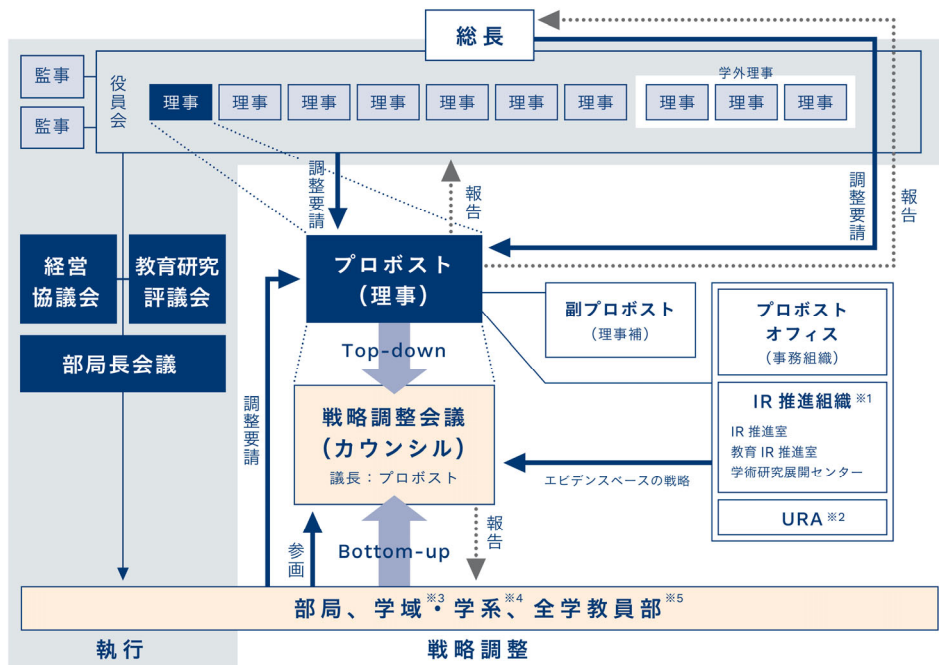 総長
監事
監事
役員会
理事
理事
理事
理事
理事
理事
理事
学外理事
理事
理事
理事
調整要請
報告
調整要請
報告
経営
協議会
教育研究
評議会
部局長会議
プロボスト
(理事)
副プロボスト
(理事補)
プロボスト
オフィス
(事務組織)
IR 推進組織 ※1
IR 推進室
教育 IR 推進室
学術研究展開センター
URA ※2
Top-down
戦略調整会議
(カウンシル)
議長:プロボスト
エビデンスベースの戦略
調整要請
参画
Bottom-up
報告
部局、学域※3・学系※4、全学教員部※5
執行
戦略調整